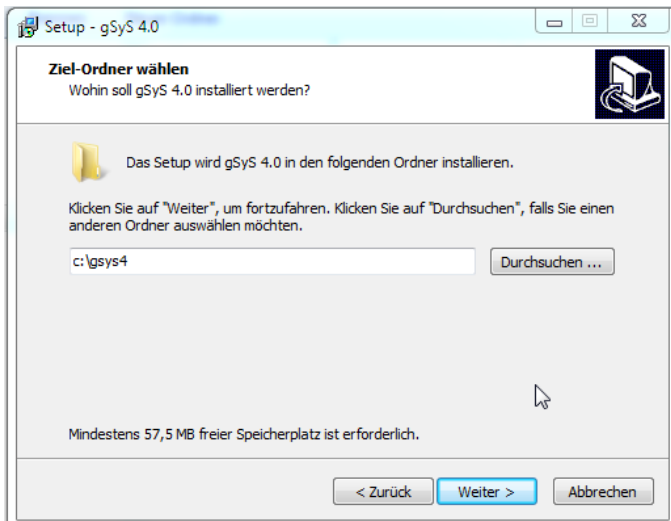 Setup - gSyS 4.0
Ziel-Ordner wählen
Wohin soll gSyS 4.0 installiert werden?
Das Setup wird gSyS 4.0 in den folgenden Ordner installieren.
Klicken Sie auf "Weiter", um fortzufahren. Klicken Sie auf "Durchsuchen", falls Sie einen
anderen Ordner auswählen möchten.
c:\gsys4
Durchsuchen ...
Mindestens 57,5 MB freier Speicherplatz ist erforderlich.
< Zurück
Weiter >
Abbrechen